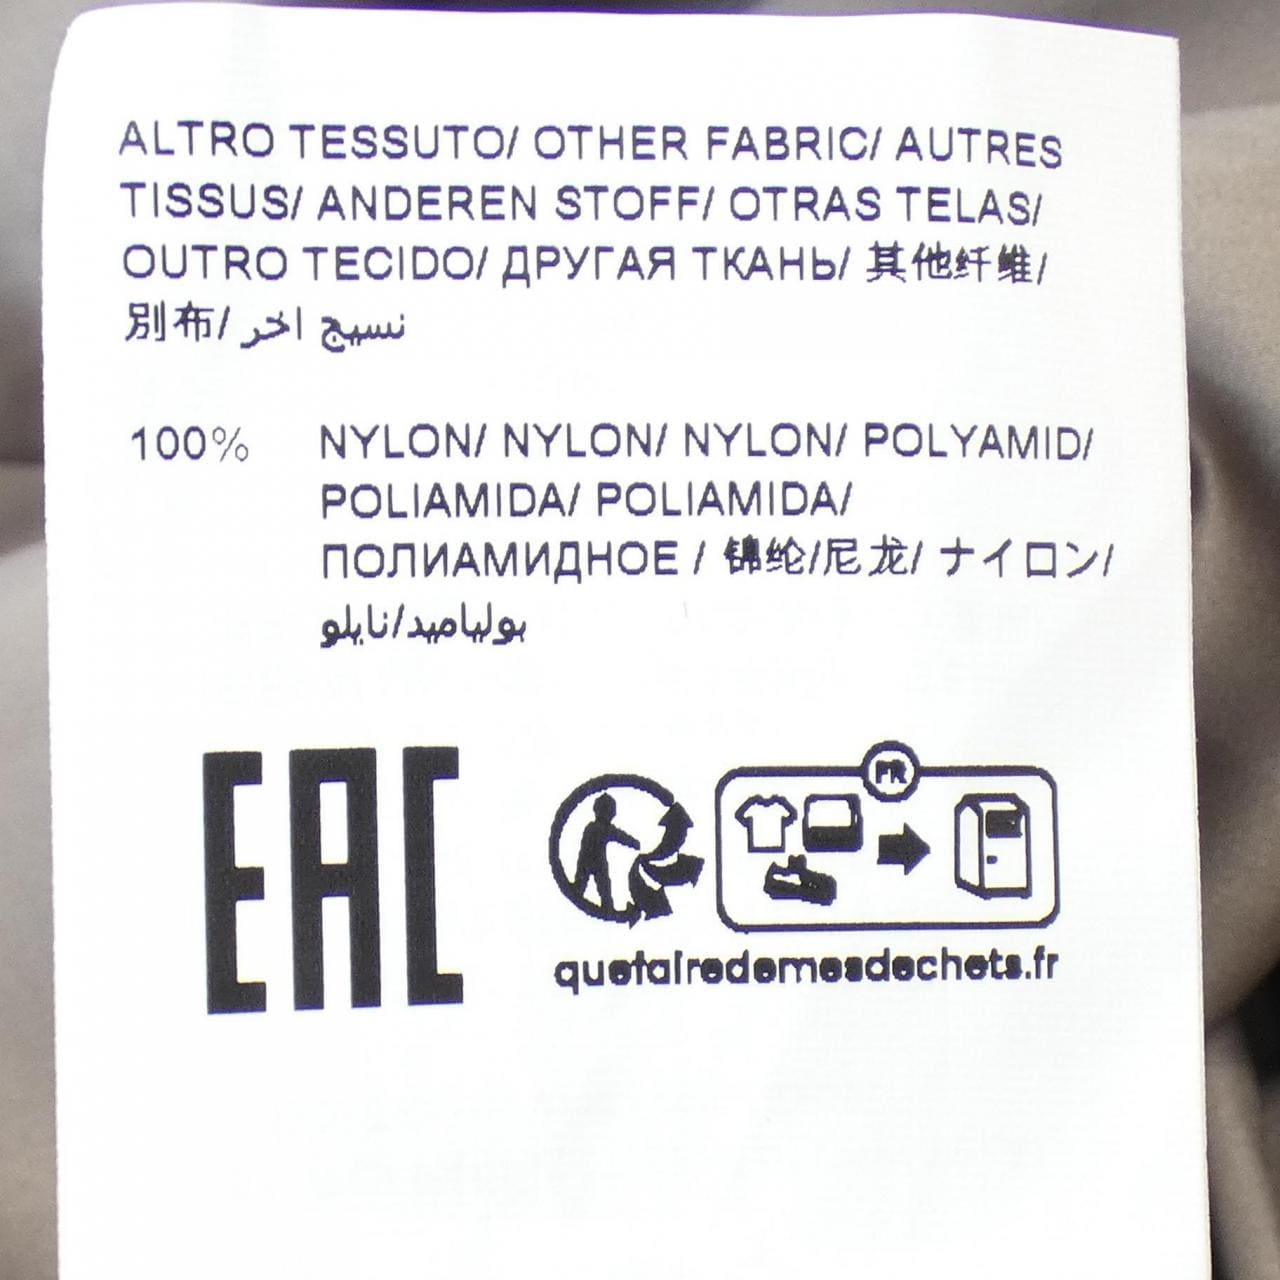 ALTRO TESSUTO/ OTHER FABRIC/ AUTRES
TISSUS/ ANDEREN STOFF/ OTRAS TELAS/
OUTRO TECIDO/ ДРУГАЯ ТКАНЬ/ 其他纤维/
別布/ نسيج اخر
100% NYLON/ NYLON/ NYLON/ POLYAMID/
POLIAMIDA/ POLIAMIDA/
ПОЛИАМИДНОЕ / 锦纶/尼龙/ ナイロン/
بولياميد/نايلو
EAC
FR
quefairedemesdechets.fr